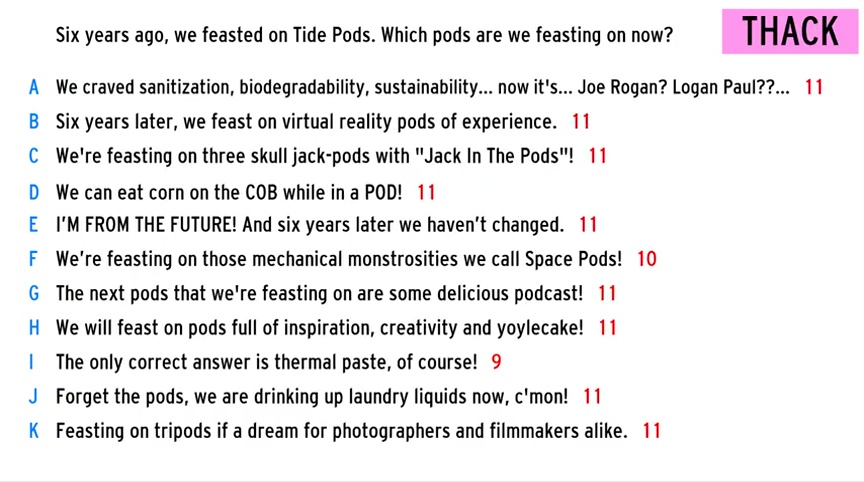 Six years ago, we feasted on Tide Pods. Which pods are we feasting on now?
THACK
A We craved sanitization, biodegradability, sustainability... now it's... Joe Rogan? Logan Paul??... 11
B Six years later, we feast on virtual reality pods of experience. 11
C We're feasting on three skull jack-pods with "Jack In The Pods"! 11
D We can eat corn on the COB while in a POD! 11
E I’M FROM THE FUTURE! And six years later we haven’t changed. 11
F We’re feasting on those mechanical monstrosities we call Space Pods! 10
G The next pods that we're feasting on are some delicious podcast! 11
H We will feast on pods full of inspiration, creativity and yoylecake! 11
I The only correct answer is thermal paste, of course! 9
J Forget the pods, we are drinking up laundry liquids now, c'mon! 11
K Feasting on tripods if a dream for photographers and filmmakers alike. 11